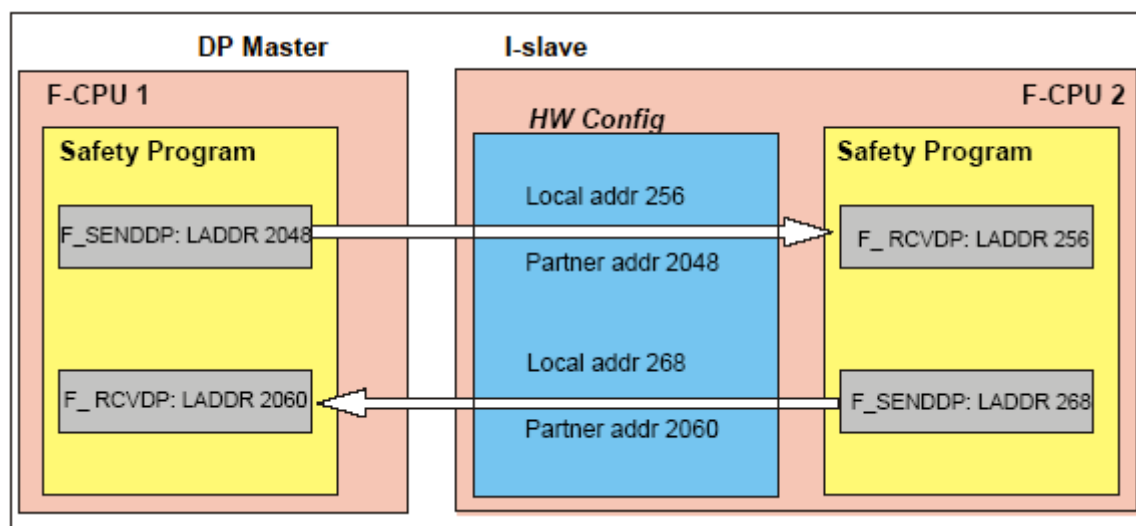 DP Master
I-slave
F-CPU 1
F-CPU 2
HW Config
Safety Program
Safety Program
Local addr 256
F_SENDDP: LADDR 2048
F_ RCVDP: LADDR 256
Partner addr 2048
Local addr 268
F_ RCVDP: LADDR 2060
F_SENDDP: LADDR 268
Partner addr 2060